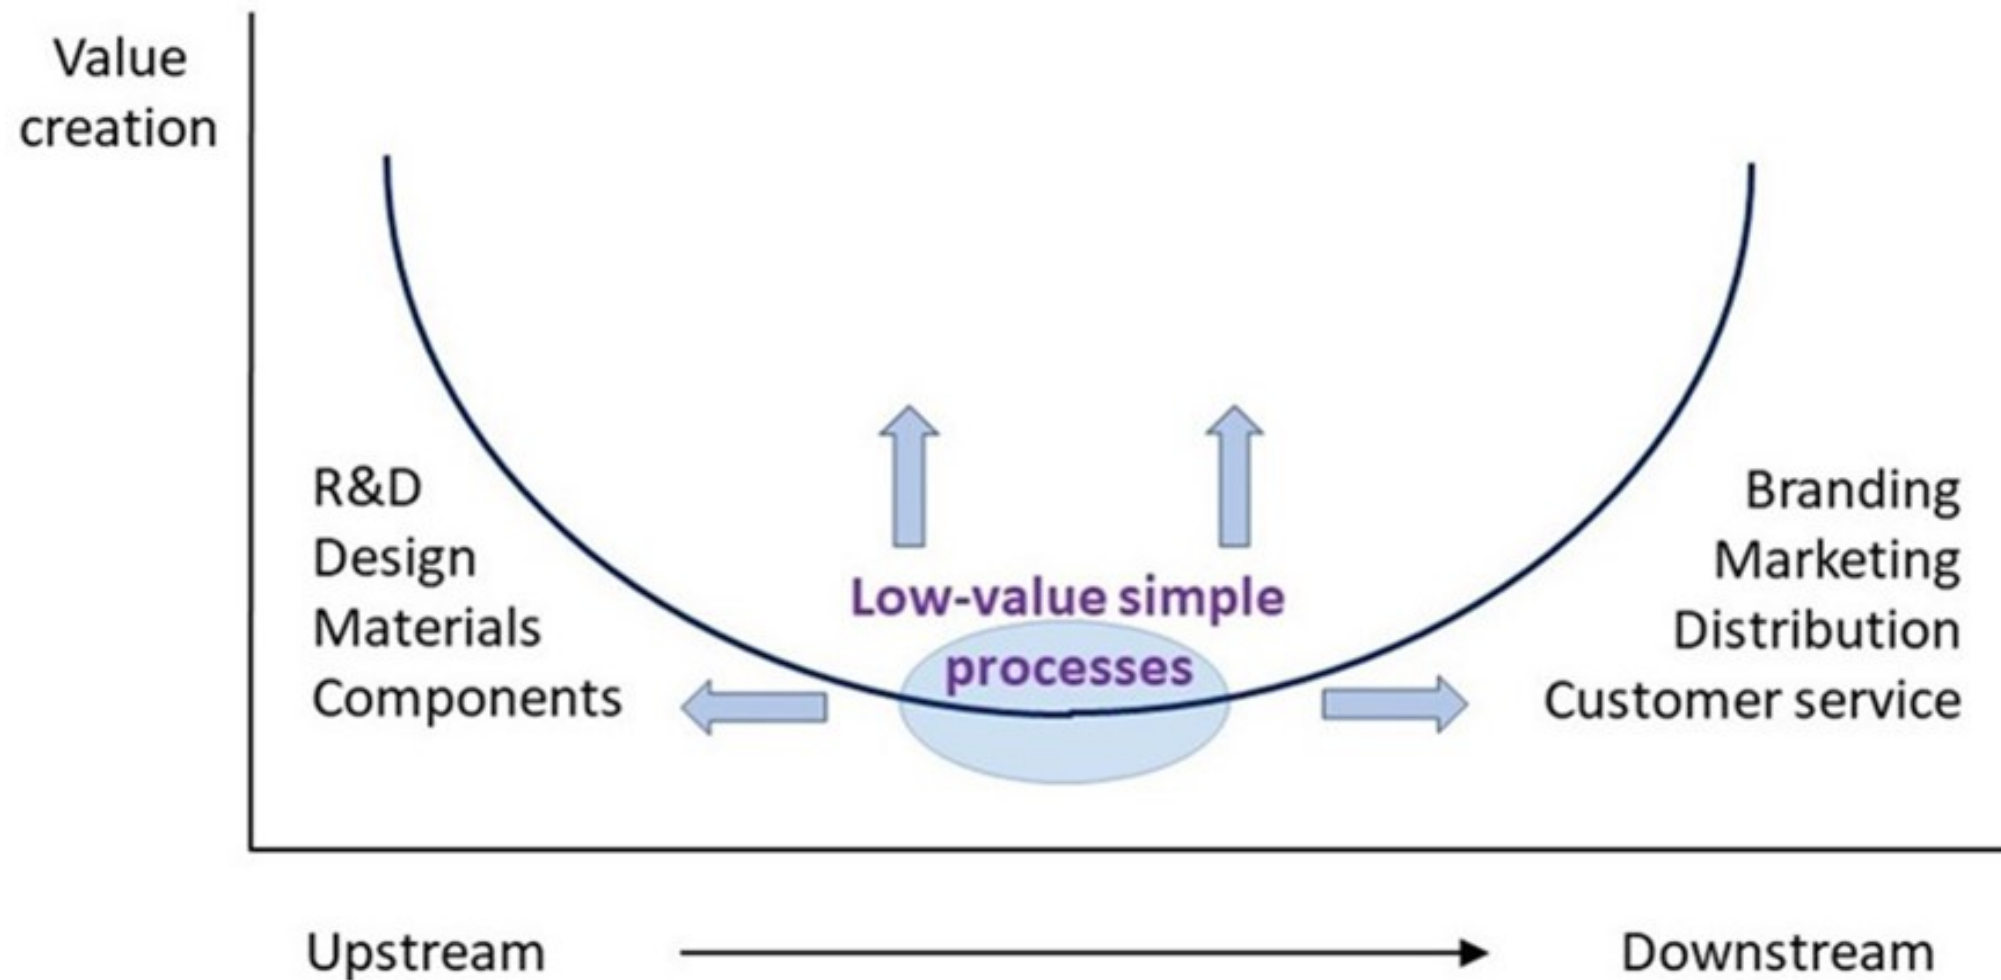 Value
creation
R&D
Design
Materials
Components
Low-value simple
processes
Branding
Marketing
Distribution
Customer service
Upstream
Downstream